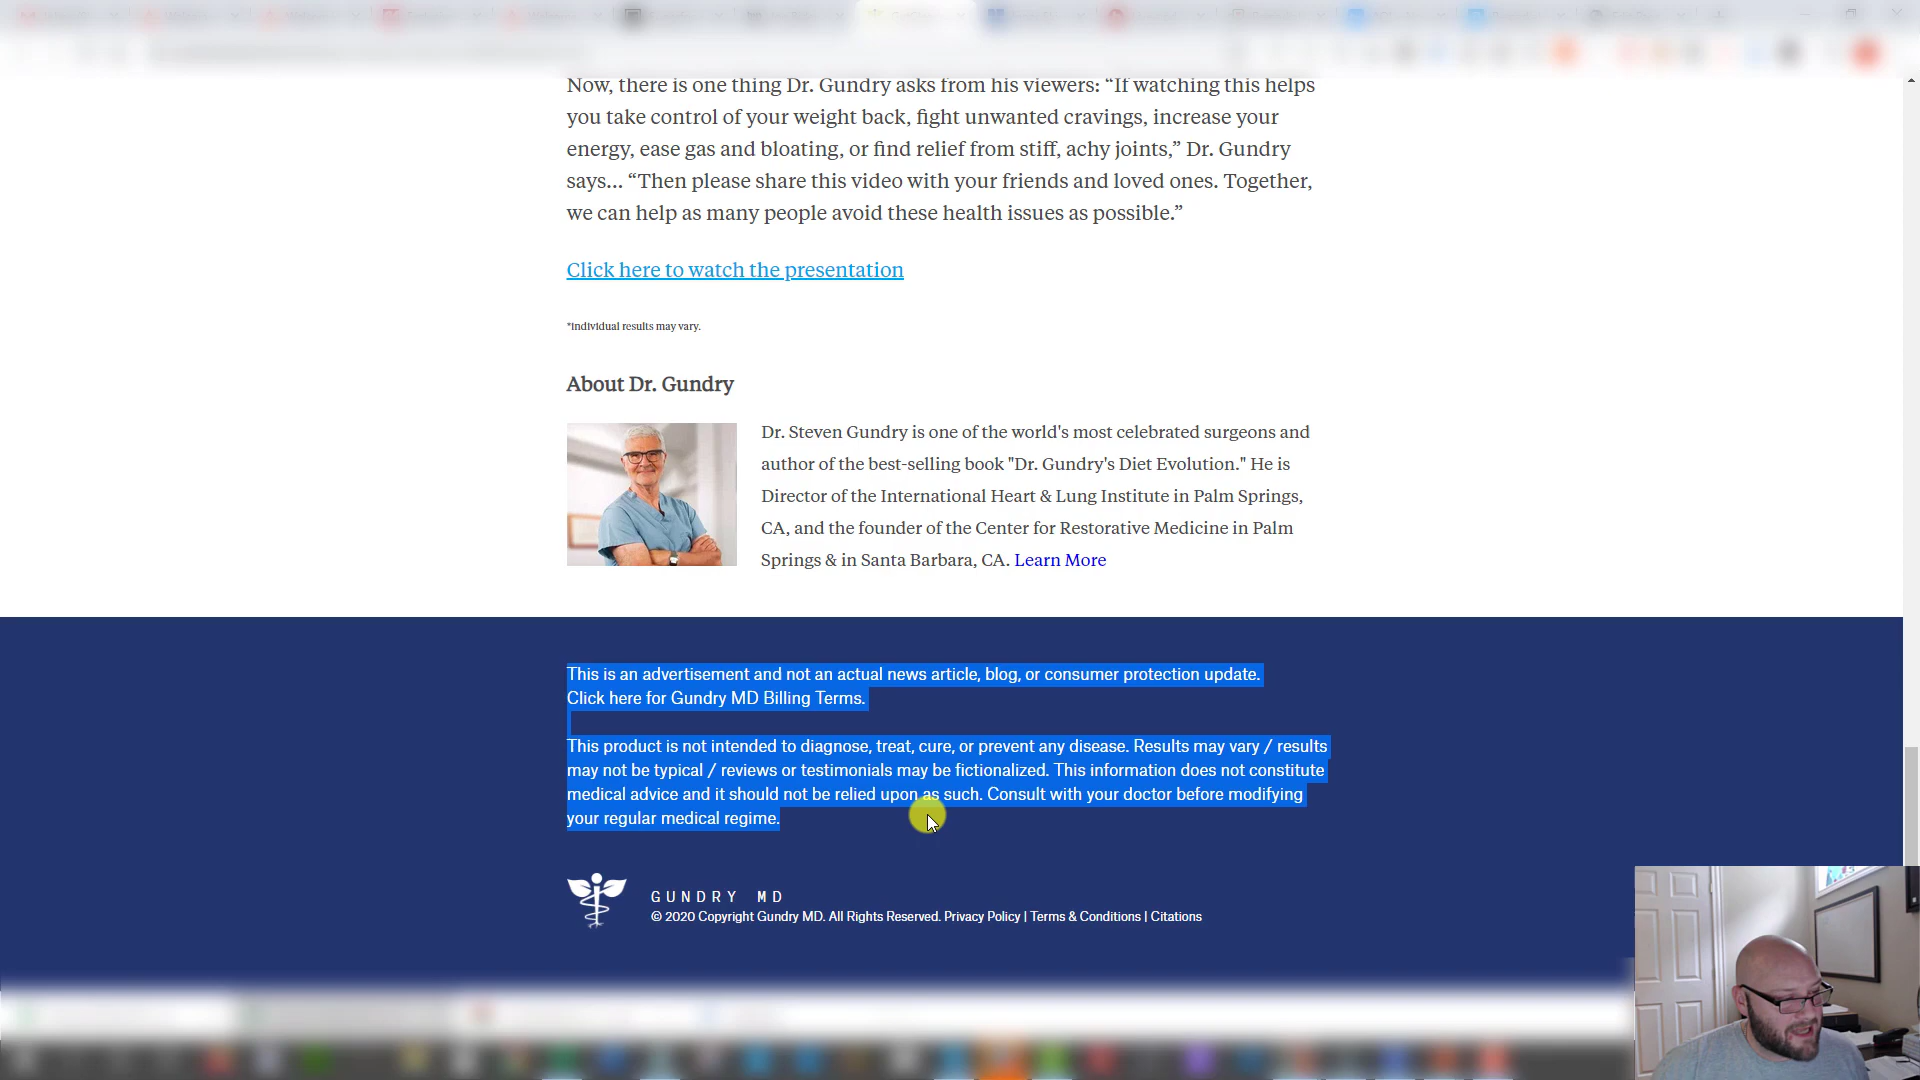 Now, there is one thing Dr. Gundry asks from his viewers: “If watching this helps
you take control of your weight back, fight unwanted cravings, increase your
energy, ease gas and bloating, or find relief from stiff, achy joints,” Dr. Gundry
says... “Then please share this video with your friends and loved ones. Together,
we can help as many people avoid these health issues as possible.”
Click here to watch the presentation
*Individual results may vary.
About Dr. Gundry
Dr. Steven Gundry is one of the world's most celebrated surgeons and
author of the best-selling book "Dr. Gundry's Diet Evolution." He is
Director of the International Heart & Lung Institute in Palm Springs,
CA, and the founder of the Center for Restorative Medicine in Palm
Springs & in Santa Barbara, CA. Learn More
This is an advertisement and not an actual news article, blog, or consumer protection update.
Click here for Gundry MD Billing Terms.
This product is not intended to diagnose, treat, cure, or prevent any disease. Results may vary / results
may not be typical / reviews or testimonials may be fictionalized. This information does not constitute
medical advice and it should not be relied upon as such. Consult with your doctor before modifying
your regular medical regime.
GUNDRY MD
© 2020 Copyright Gundry MD. All Rights Reserved. Privacy Policy | Terms & Conditions | Citations